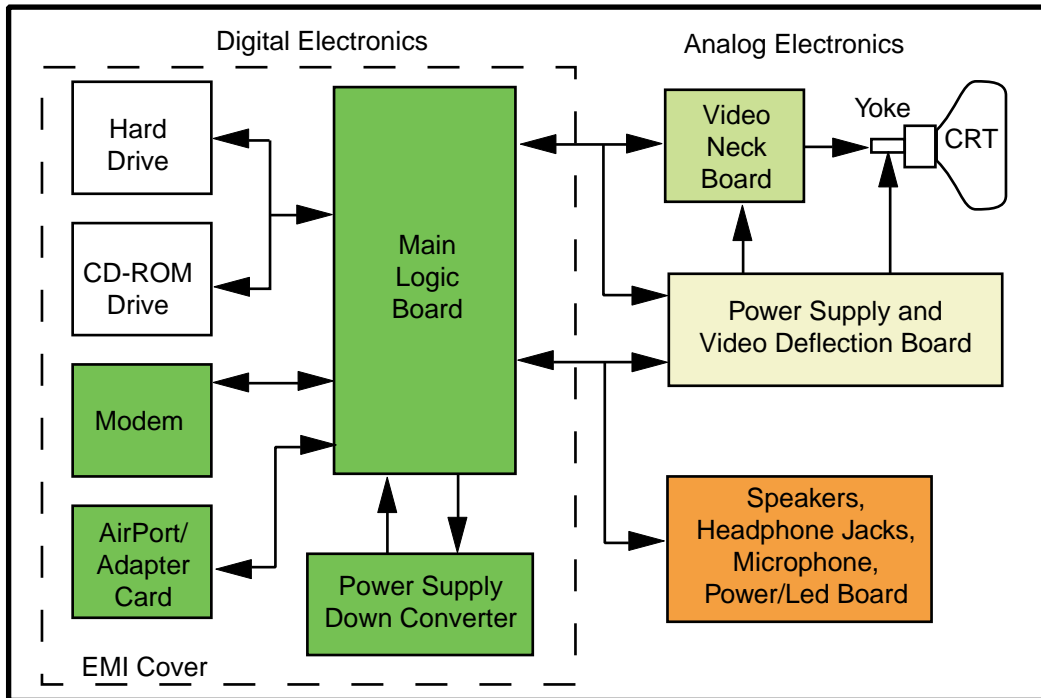 Digital Electronics
Analog Electronics
Hard
Drive
CD-ROM
Drive
Modem
AirPort/
Adapter
Card
EMI Cover
Main
Logic
Board
Power Supply
Down Converter
Video
Neck
Board
Yoke
CRT
Power Supply and
Video Deflection Board
Speakers,
Headphone Jacks,
Microphone,
Power/Led Board